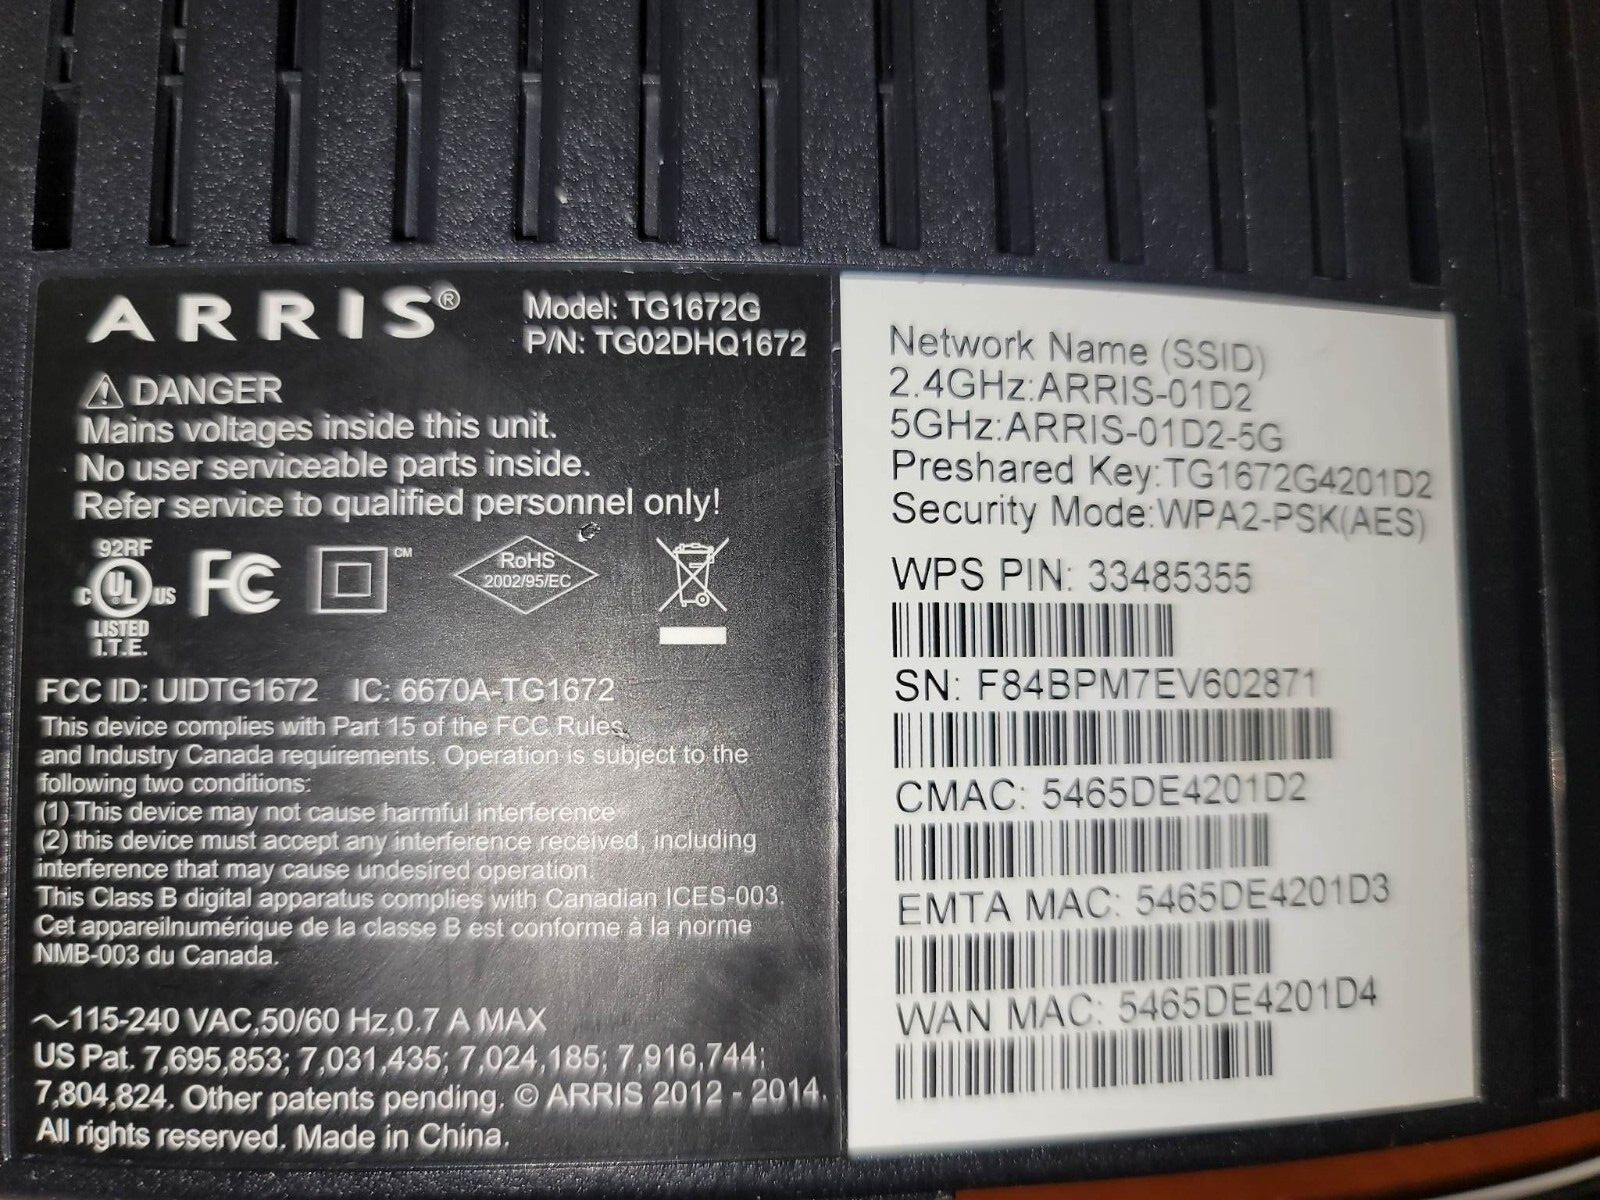 ARRIS®
Model: TG1672G
P/N: TG02DHQ1672
DANGER
Mains voltages inside this unit.
No user serviceable parts inside.
Refer service to qualified personnel only!
92RF
C UL US
LISTED
I.T.E.
FC
CM
RoHS
2002/95/EC
FCC ID: UIDTG1672 IC: 6670A-TG1672
This device complies with Part 15 of the FCC Rules
and Industry Canada requirements. Operation is subject to the
following two conditions:
(1) This device may not cause harmful interference
(2) this device must accept any interference received, including
interference that may cause undesired operation.
This Class B digital apparatus complies with Canadian ICES-003.
Cet appareilnumérique de la classe B est conforme à la norme
NMB-003 du Canada.
~115-240 VAC,50/60 Hz,0.7 A MAX
US Pat. 7,695,853; 7,031,435; 7,024,185; 7,916,744;
7,804,824. Other patents pending. © ARRIS 2012 - 2014.
All rights reserved. Made in China.
Network Name (SSID)
2.4GHz:ARRIS-01D2
5GHz:ARRIS-01D2-5G
Preshared Key:TG1672G4201D2
Security Mode:WPA2-PSK(AES)
WPS PIN: 33485355
SN: F84BPM7EV602871
CMAC: 5465DE4201D2
EMTA MAC: 5465DE4201D3
WAN MAC: 5465DE4201D4